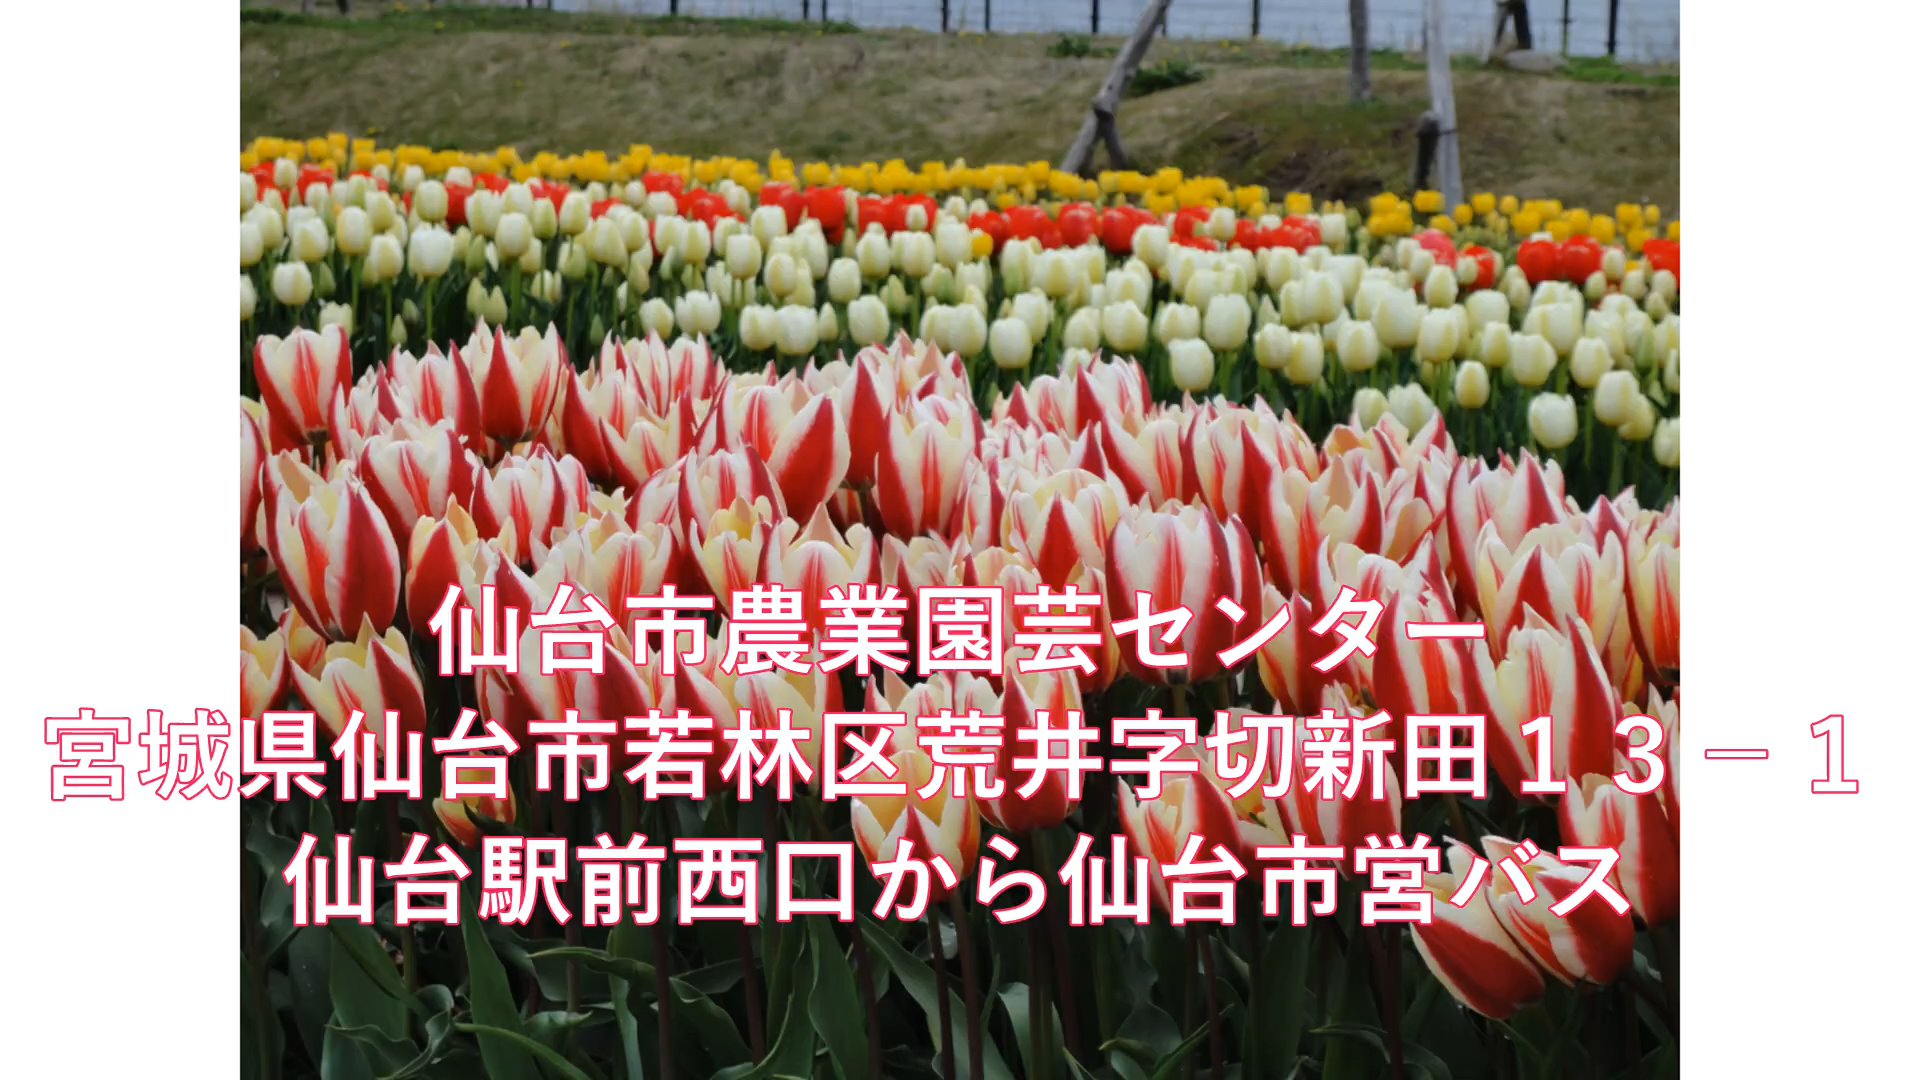 仙台市農業園芸センター
宮城県仙台市若林区荒井字切新田１３－１
仙台駅前西口から仙台市営バス